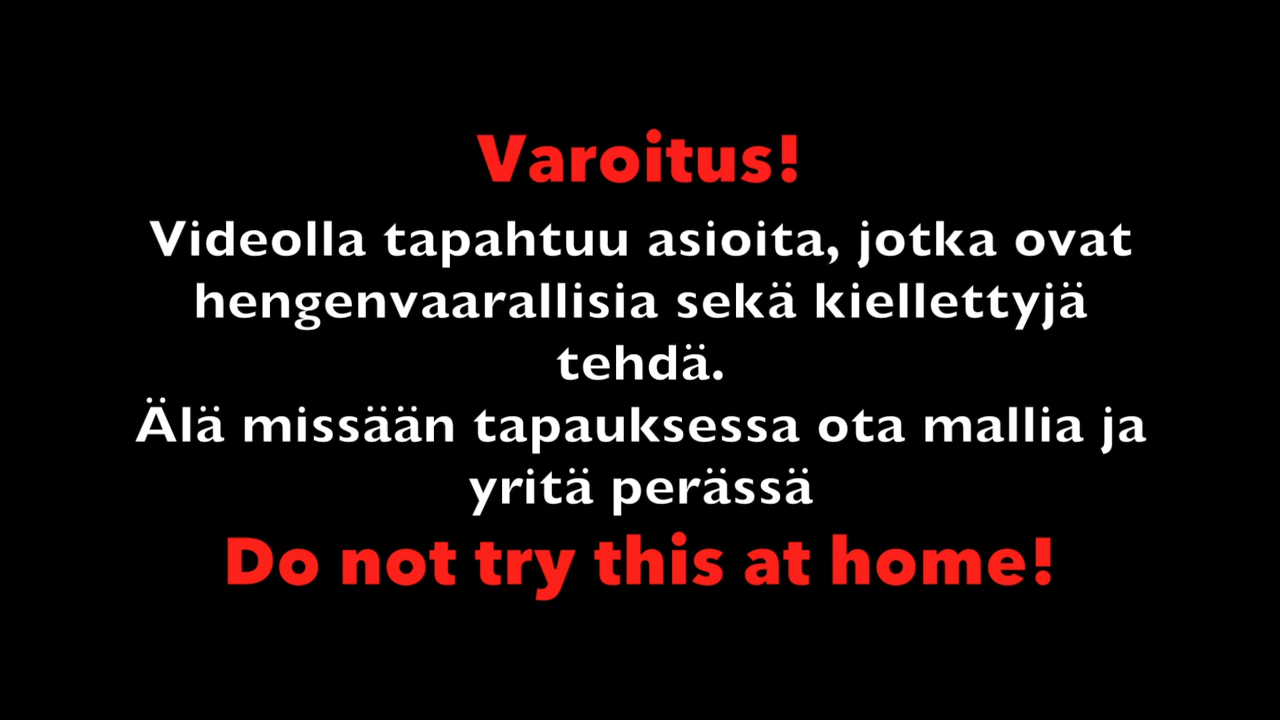 Varoitus!
Videolla tapahtuu asioita, jotka ovat
hengenvaarallisia sekä kiellettyjä
tehdä.
Älä missään tapauksessa ota mallia ja
yritä perässä
Do not try this at home!